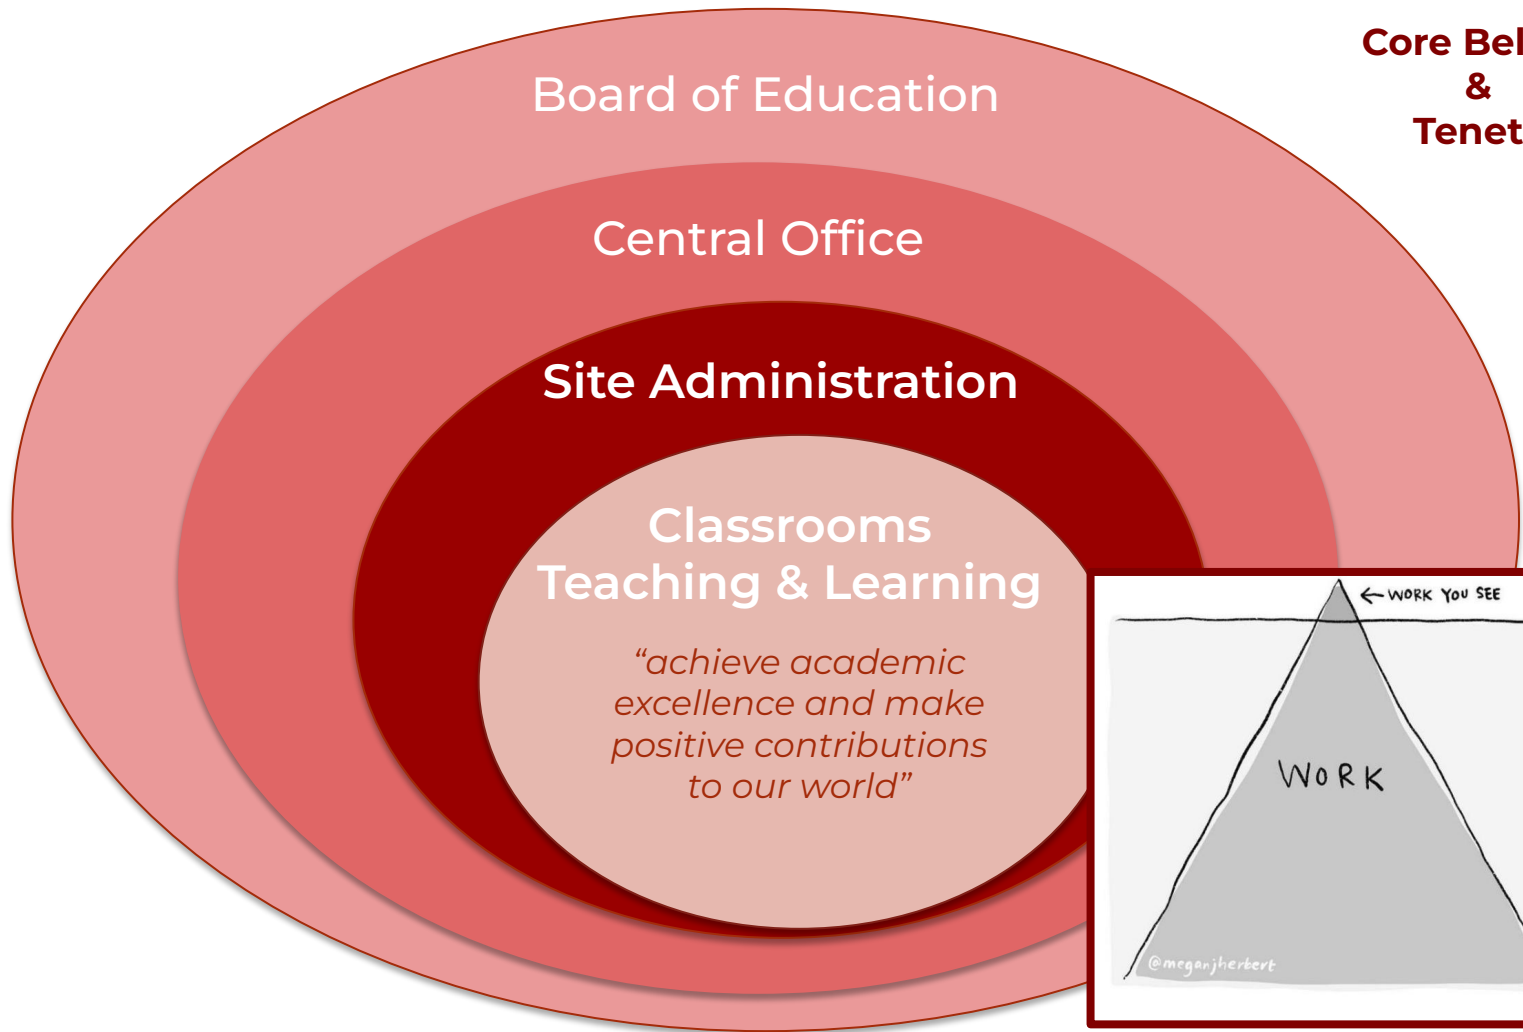 Core Bel
&
Tenet
Board of Education
Central Office
Site Administration
Classrooms
Teaching & Learning
“achieve academic
excellence and make
positive contributions
to our world”
← WORK YOU SEE
WORK
@meganjherbert